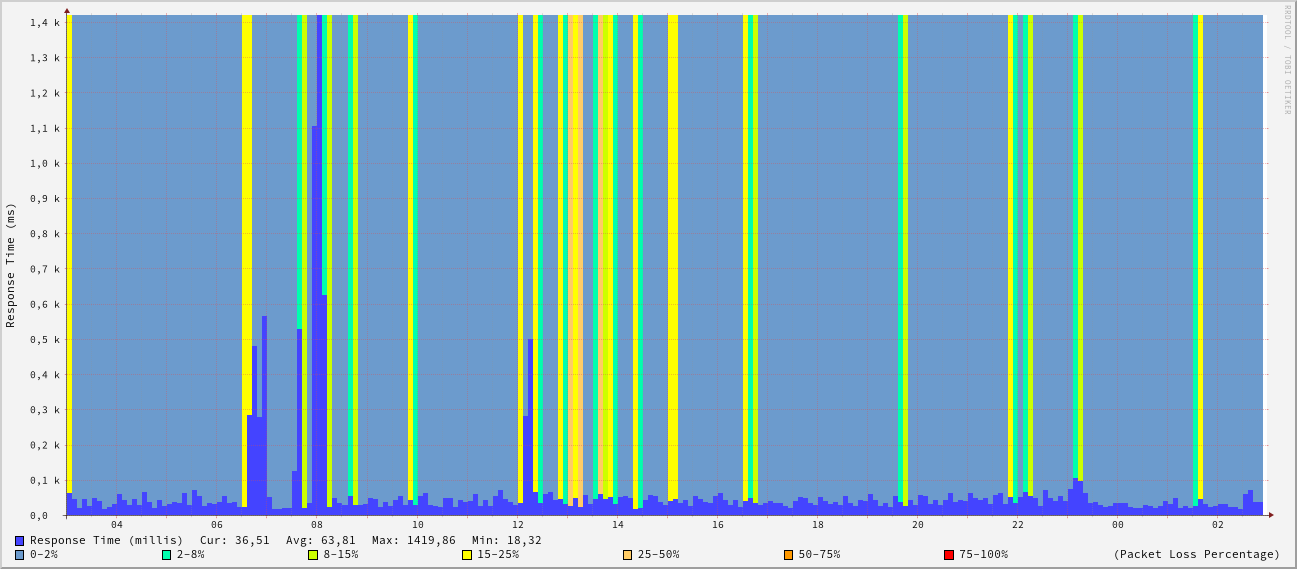 RRDTOOL / TOBI OETIKER
Response Time (ms)
1,4 k
1,3 k
1,2 k
1,1 k
1,0 k
0,9 k
0,8 k
0,7 k
0,6 k
0,5 k
0,4 k
0,3 k
0,2 k
0,1 k
0,0
04 06 08 10 12 14 16 18 20 22 00 02
Response Time (millis) Cur: 36,51 Avg: 63,81 Max: 1419,86 Min: 18,32
0-2% 2-8% 8-15% 15-25% 25-50% 50-75% 75-100% (Packet Loss Percentage)